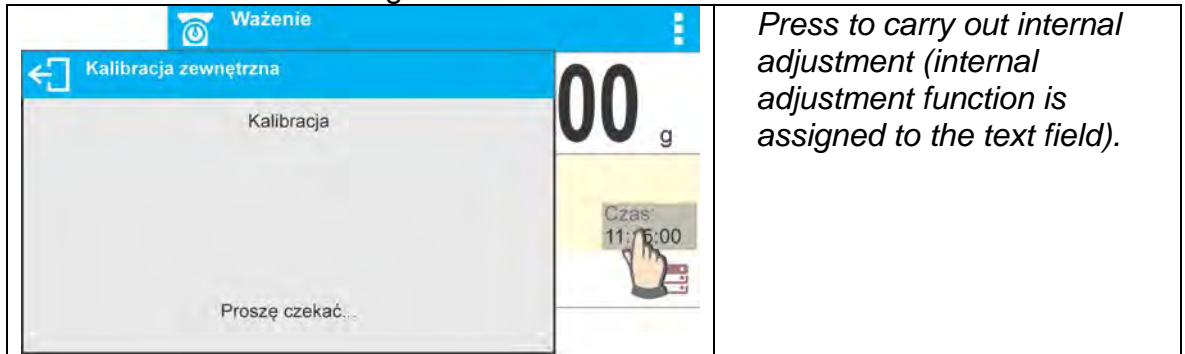 Ważenie
Kalibracja zewnętrzna
Kalibracja
00 g
Czas:
Proszę czekać...
Press to carry out internal
adjustment (internal
adjustment function is
assigned to the text field).